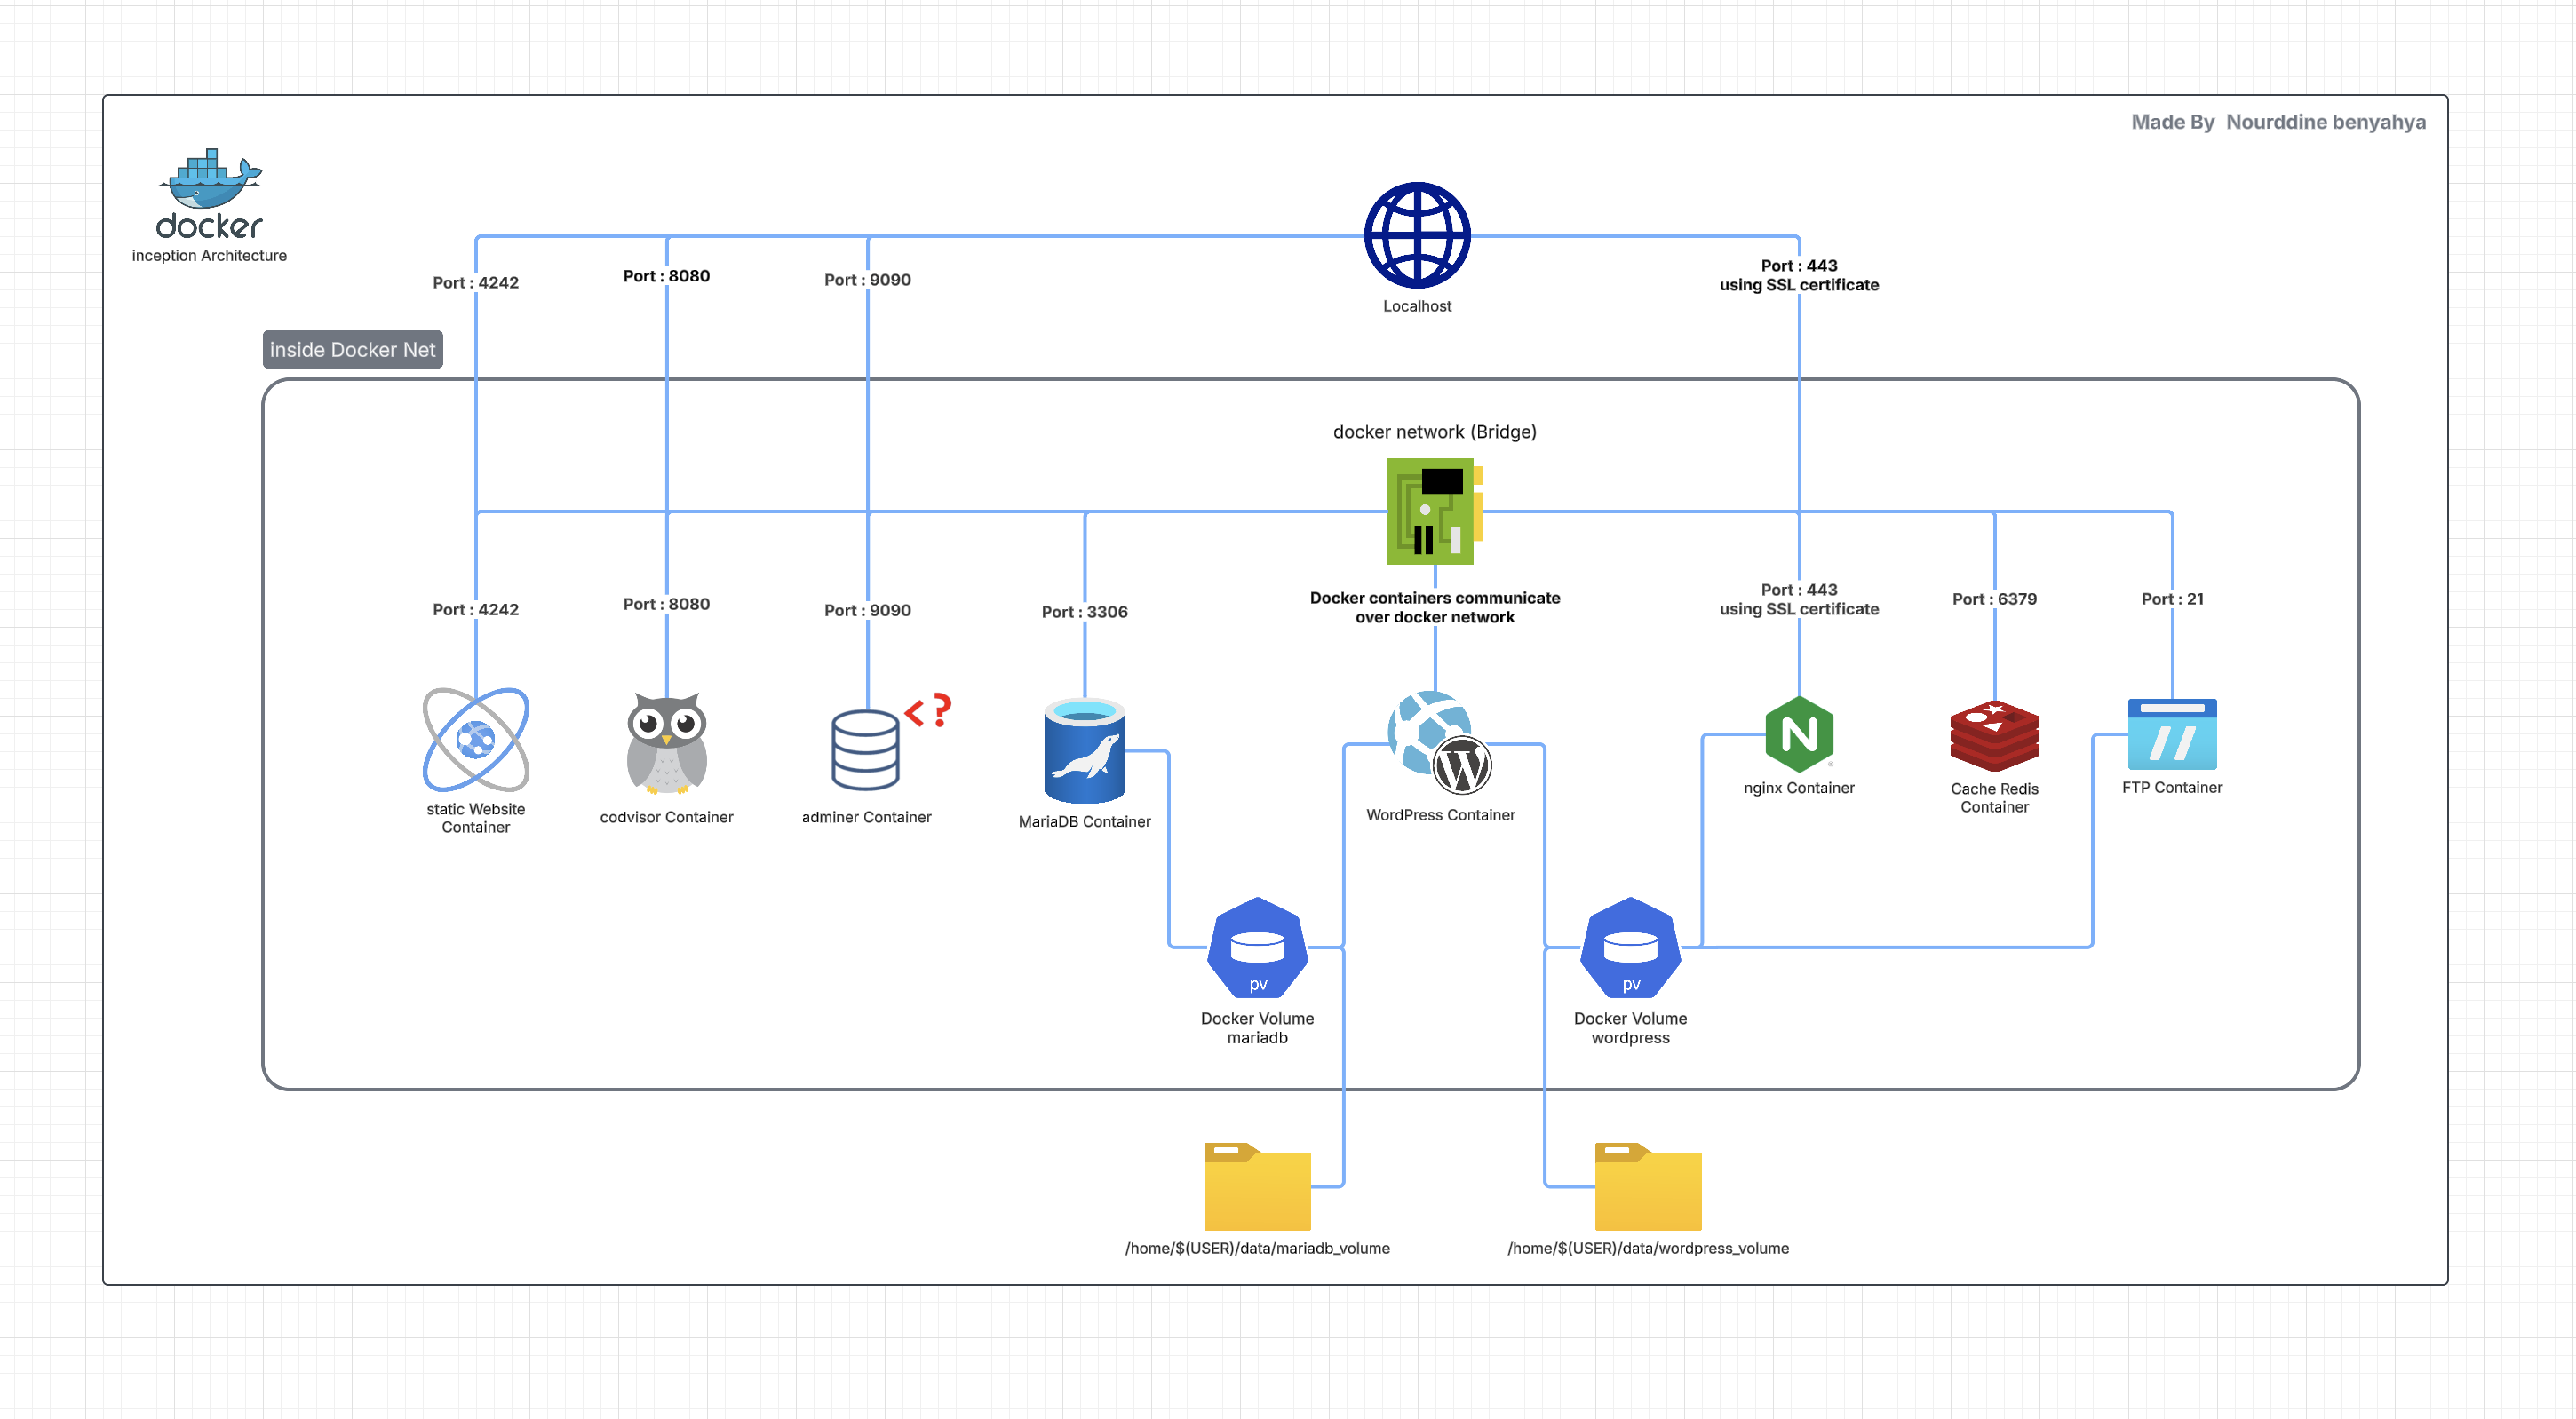 Made By Nourddine benyahya
docker
inception Architecture
Localhost
Port : 4242
Port : 8080
Port : 9090
Port : 443
using SSL certificate
inside Docker Net
docker network (Bridge)
Docker containers communicate
over docker network
Port : 4242
Port : 8080
Port : 9090
Port : 3306
Port : 443
using SSL certificate
Port : 6379
Port : 21
<?
W
N
static Website
Container
codvisor Container
adminer Container
MariaDB Container
WordPress Container
nginx Container
Cache Redis
Container
FTP Container
pv
Docker Volume
mariadb
pv
Docker Volume
wordpress
/home/$(USER)/data/mariadb_volume
/home/$(USER)/data/wordpress_volume